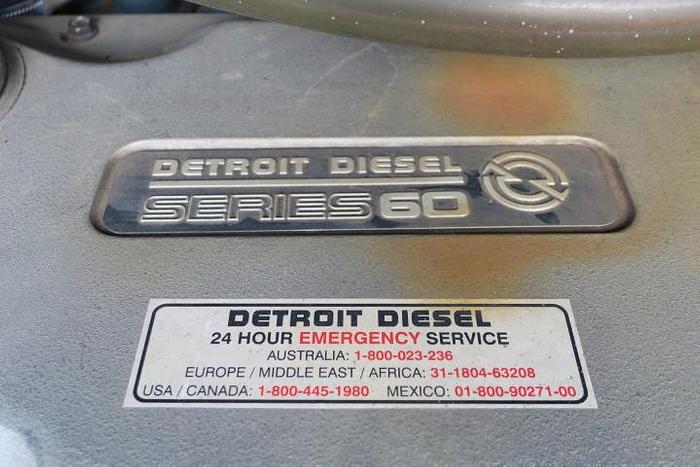 DETROIT DIESEL
SERIES 60
DETROIT DIESEL
24 HOUR EMERGENCY SERVICE
AUSTRALIA: 1-800-023-236
EUROPE / MIDDLE EAST / AFRICA: 31-1804-63208
USA / CANADA: 1-800-445-1980 MEXICO: 01-800-90271-00